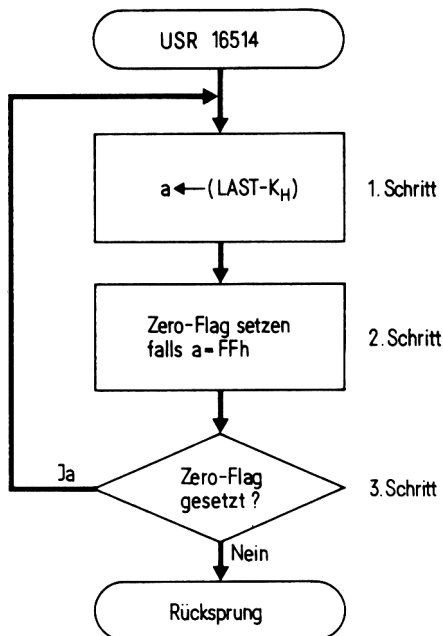 USR 16514
a ← (LAST-K_H)
1. Schritt
Zero-Flag setzen
falls a = FFh
2. Schritt
Ja
Zero-Flag
gesetzt ?
3. Schritt
Nein
Rücksprung